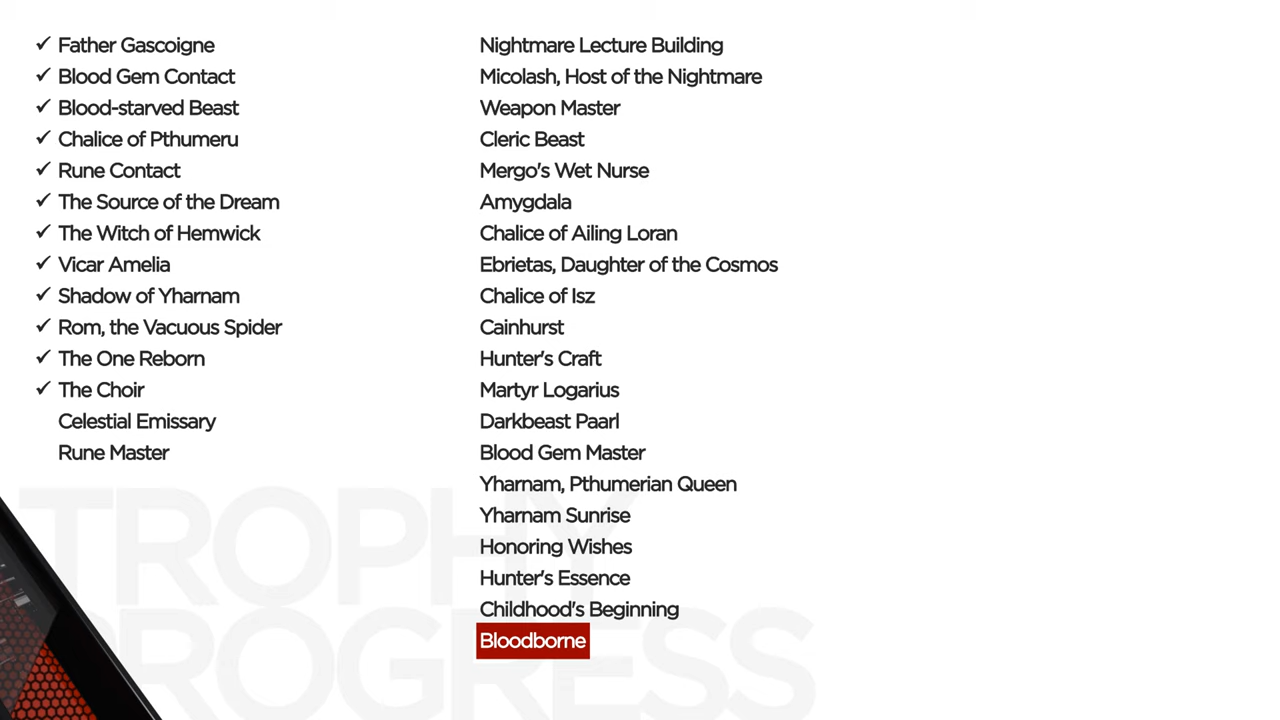 ✓ Father Gascoigne
✓ Blood Gem Contact
✓ Blood-starved Beast
✓ Chalice of Pthumeru
✓ Rune Contact
✓ The Source of the Dream
✓ The Witch of Hemwick
✓ Vicar Amelia
✓ Shadow of Yharnam
✓ Rom, the Vacuous Spider
✓ The One Reborn
✓ The Choir
Celestial Emissary
Rune Master
Nightmare Lecture Building
Micolash, Host of the Nightmare
Weapon Master
Cleric Beast
Mergo's Wet Nurse
Amygdala
Chalice of Ailing Loran
Ebrietas, Daughter of the Cosmos
Chalice of Isz
Cainhurst
Hunter's Craft
Martyr Logarius
Darkbeast Paarl
Blood Gem Master
Yharnam, Pthumerian Queen
Yharnam Sunrise
Honoring Wishes
Hunter's Essence
Childhood's Beginning
Bloodborne
TROPHY
PROGRESS